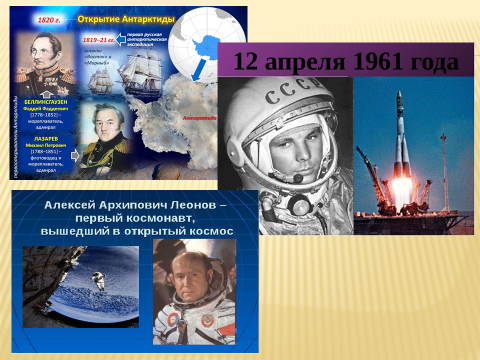 1820 г.
Открытие Антарктиды
1819–21 гг.
первая русская
антарктическая
экспедиция
шлюпы
«Восток» и
«Мирный»
Антарктида
БЕЛЛИНСГАУЗЕН
Фаддей Фаддеевич
(1778–1852) –
мореплаватель,
адмирал
ЛАЗАРЕВ
Михаил Петрович
(1788–1851) –
флотоводец и
мореплаватель,
адмирал
12 апреля 1961 года
СССР
Алексей Архипович Леонов –
первый космонавт,
вышедший в открытый космос